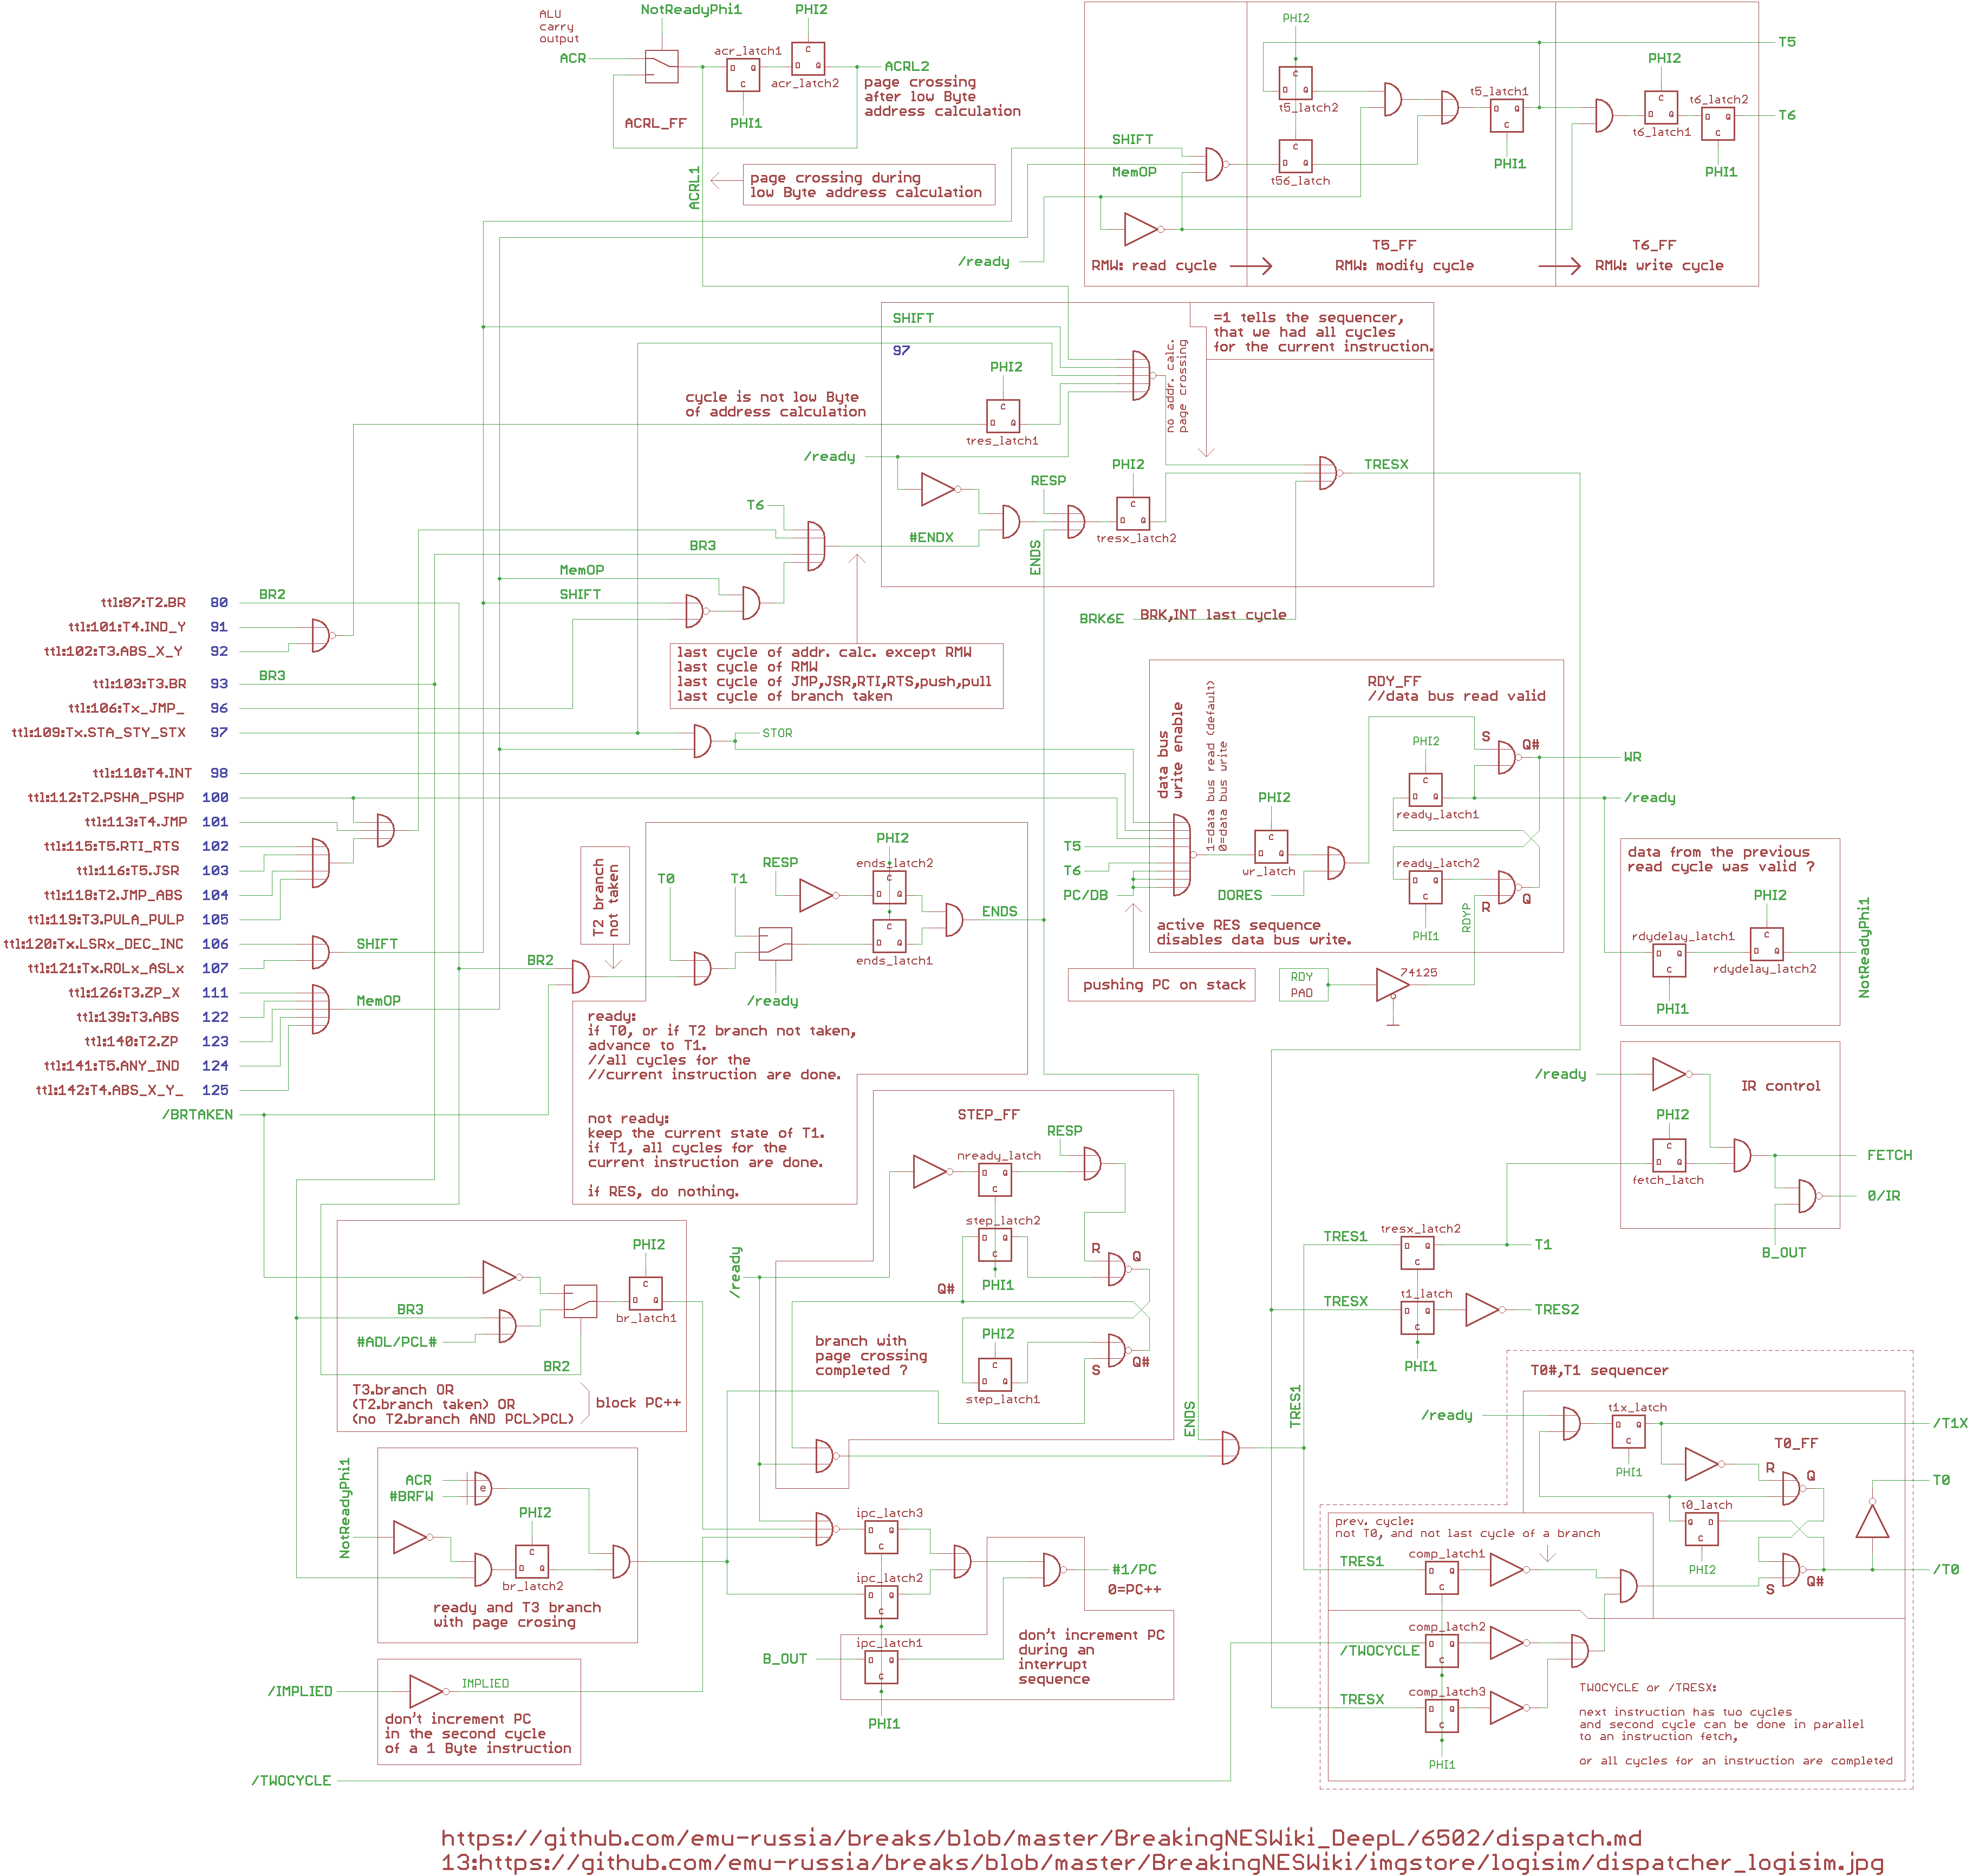 ALU
carry
output
NotReadyPhi1
PHI2
ACR
acr_latch1
C
D Q
acr_latch2
ACRL2
page crossing
after low Byte
address calculation
ACRL_FF
PHI1
ACRL1
page crossing during
low Byte address calculation
PHI2
T5
PHI2
t5_latch2
t5_latch1
t6_latch2
t6_latch1
T6
SHIFT
MemOP
t56_latch
PHI1
PHI1
/ready
T5_FF
T6_FF
RMW: read cycle
RMW: modify cycle
RMW: write cycle
SHIFT
97
=1 tells the sequencer,
that we had all cycles
for the current instruction.
no addr. calc.
page crossing
PHI2
cycle is not low Byte
of address calculation
tres_latch1
/ready
PHI2
TRESX
RESP
T6
#ENDX
tresx_latch2
ENDS
BR3
MemOP
SHIFT
BRK6E
BRK,INT last cycle
last cycle of addr. calc. except RMW
last cycle of RMW
last cycle of JMP,JSR,RTI,RTS,push,pull
last cycle of branch taken
ttl:87:T2.BR 80 BR2
ttl:101:T4.IND_Y 91
ttl:102:T3.ABS_X_Y 92
ttl:103:T3.BR 93 BR3
ttl:106:Tx_JMP_ 96
ttl:109:Tx.STA_STY_STX 97
ttl:110:T4.INT 98
ttl:112:T2.PSHA_PSHP 100
ttl:113:T4.JMP 101
ttl:115:T5.RTI_RTS 102
ttl:116:T5.JSR 103
ttl:118:T2.JMP_ABS 104
ttl:119:T3.PULA_PULP 105
ttl:120:Tx.LSRx_DEC_INC 106 SHIFT
ttl:121:Tx.ROLx_ASLx 107
ttl:126:T3.ZP_X 111
ttl:139:T3.ABS 122 MemOP
ttl:140:T2.ZP 123
ttl:141:T5.ANY_IND 124
ttl:142:T4.ABS_X_Y_ 125
/BRTAKEN
STOR
data bus
write enable
1=data bus read (default)
0=data bus write
RDY_FF
//data bus read valid
PHI2
S
Q#
WR
PHI2
ready_latch1
/ready
T5
T6
PC/DB
wr_latch
DORES
ready_latch2
R
Q
PHI1
RDYP
active RES sequence
disables data bus write.
pushing PC on stack
RDY
PAD
74125
data from the previous
read cycle was valid ?
PHI2
rdydelay_latch1
rdydelay_latch2
PHI1
NotReadyPhi1
T2 branch
not taken
PHI2
RESP
ends_latch2
T0
T1
ENDS
ends_latch1
BR2
/ready
ready:
if T0, or if T2 branch not taken,
advance to T1.
//all cycles for the
//current instruction are done.
not ready:
keep the current state of T1.
if T1, all cycles for the
current instruction are done.
if RES, do nothing.
/ready
IR control
PHI2
fetch_latch
FETCH
0/IR
B_OUT
STEP_FF
RESP
nready_latch
step_latch2
R
Q
PHI1
Q#
/ready
branch with
page crossing
completed ?
PHI2
step_latch1
S
Q#
ENDS
TRES1
tresx_latch2
T1
TRESX
t1_latch
TRES2
PHI1
TRES1
PHI2
br_latch1
BR3
#ADL/PCL#
BR2
T3.branch OR
(T2.branch taken) OR
(no T2.branch AND PCL>PCL)
block PC++
NotReadyPhi1
ACR
#BRFW
e
PHI2
br_latch2
ready and T3 branch
with page crosing
ipc_latch3
ipc_latch2
ipc_latch1
#1/PC
0=PC++
B_OUT
PHI1
don't increment PC
during an
interrupt
sequence
/IMPLIED
IMPLIED
don't increment PC
in the second cycle
of a 1 Byte instruction
/TWOCYCLE
T0#,T1 sequencer
/ready
t1x_latch
/T1X
PHI1
T0_FF
R
Q
T0
t0_latch
PHI2
S
Q#
/T0
prev. cycle:
not T0, and not last cycle of a branch
TRES1
comp_latch1
/TWOCYCLE
comp_latch2
TRESX
comp_latch3
PHI1
TWOCYCLE or /TRESX:
next instruction has two cycles
and second cycle can be done in parallel
to an instruction fetch,
or all cycles for an instruction are completed
https://github.com/emu-russia/breaks/blob/master/BreakingNESWiki_DeepL/6502/dispatch.md
13:https://github.com/emu-russia/breaks/blob/master/BreakingNESWiki/imgstore/logisim/dispatcher_logisim.jpg